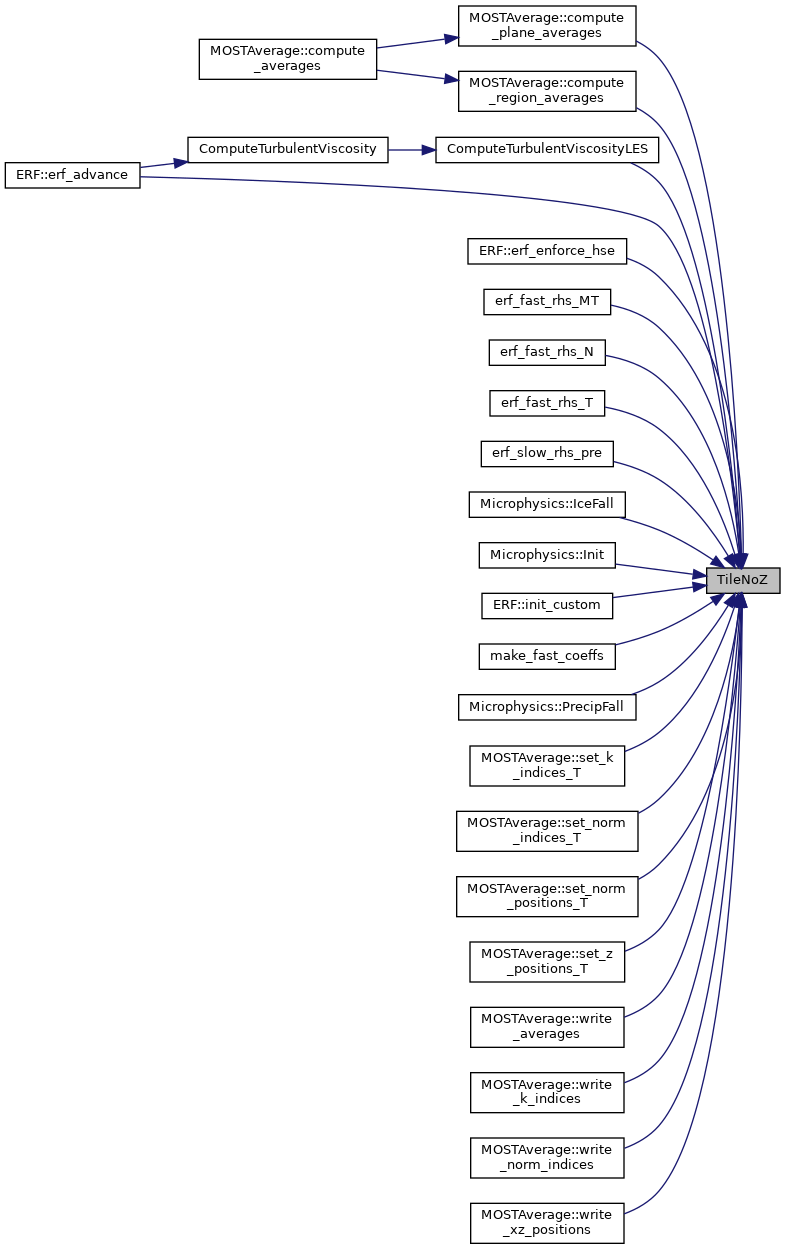 MOSTAverage::compute
_plane_averages
MOSTAverage::compute
_averages
MOSTAverage::compute
_region_averages
ComputeTurbulentViscosity
ComputeTurbulentViscosityLES
ERF::erf_advance
ERF::erf_enforce_hse
erf_fast_rhs_MT
erf_fast_rhs_N
erf_fast_rhs_T
erf_slow_rhs_pre
Microphysics::IceFall
Microphysics::Init
TileNoZ
ERF::init_custom
make_fast_coeffs
Microphysics::PrecipFall
MOSTAverage::set_k
_indices_T
MOSTAverage::set_norm
_indices_T
MOSTAverage::set_norm
_positions_T
MOSTAverage::set_z
_positions_T
MOSTAverage::write
_averages
MOSTAverage::write
_k_indices
MOSTAverage::write
_norm_indices
MOSTAverage::write
_xz_positions